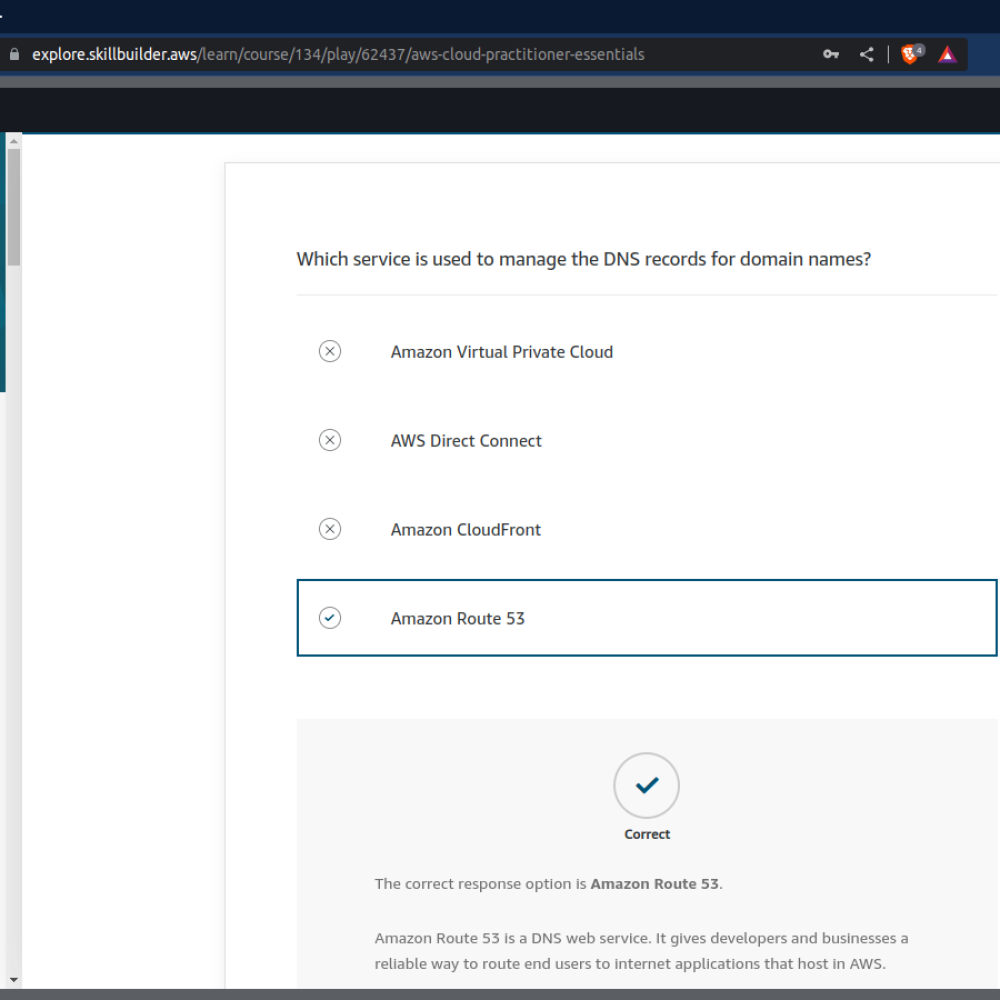 explore.skillbuilder.aws/learn/course/134/play/62437/aws-cloud-practitioner-essentials
4
Which service is used to manage the DNS records for domain names?
Amazon Virtual Private Cloud
AWS Direct Connect
Amazon CloudFront
Amazon Route 53
Correct
The correct response option is Amazon Route 53.
Amazon Route 53 is a DNS web service. It gives developers and businesses a
reliable way to route end users to internet applications that host in AWS.